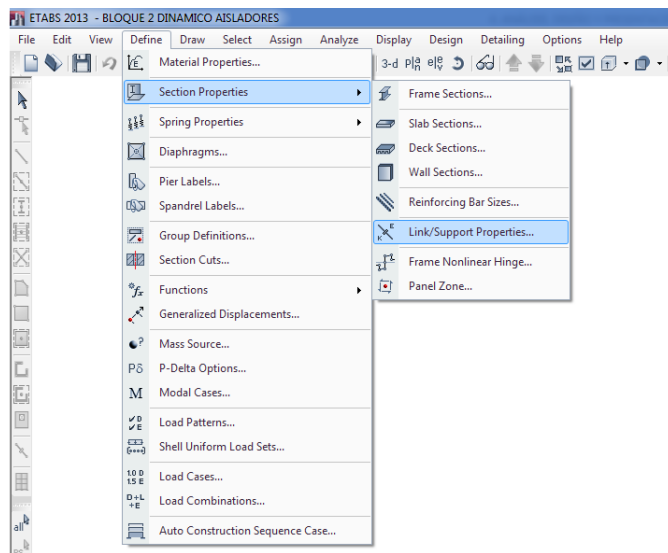 ETABS 2013 - BLOQUE 2 DINAMICO AISLADORES
File Edit View Define Draw Select Assign Analyze Display Design Detailing Options Help
3-d
Material Properties...
Section Properties
Spring Properties
Diaphragms...
Pier Labels...
Spandrel Labels...
Group Definitions...
Section Cuts...
Functions
Generalized Displacements...
Mass Source...
Pδ P-Delta Options...
M Modal Cases...
Load Patterns...
Shell Uniform Load Sets...
Load Cases...
Load Combinations...
Auto Construction Sequence Case...
Frame Sections...
Slab Sections...
Deck Sections...
Wall Sections...
Reinforcing Bar Sizes...
Link/Support Properties...
Frame Nonlinear Hinge...
Panel Zone...
all